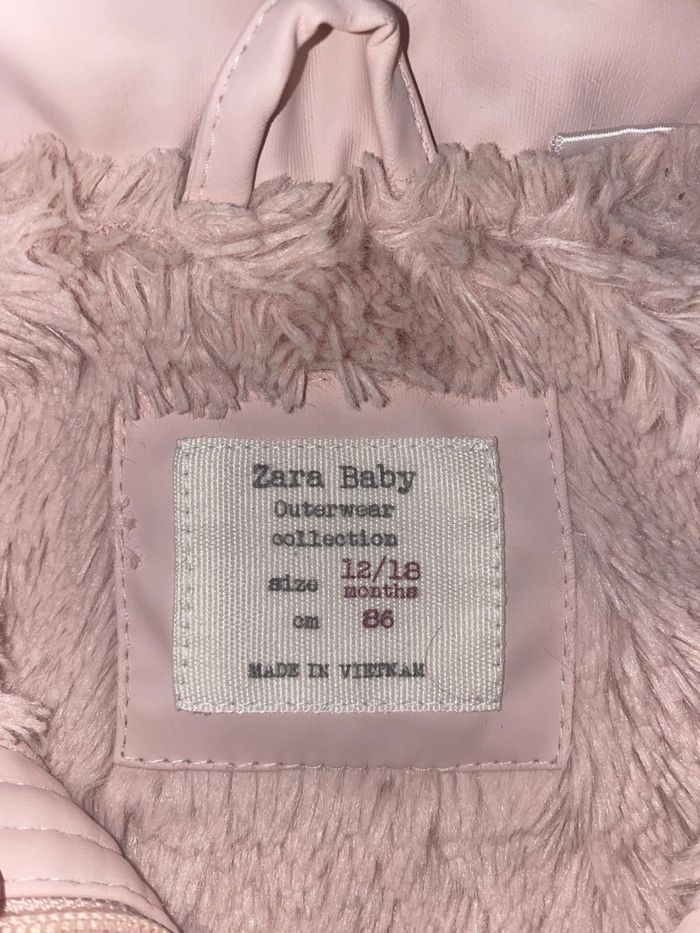 Zara Baby
Outerwear
collection
size 12/18
months
cm 86
MADE IN VIETNAM